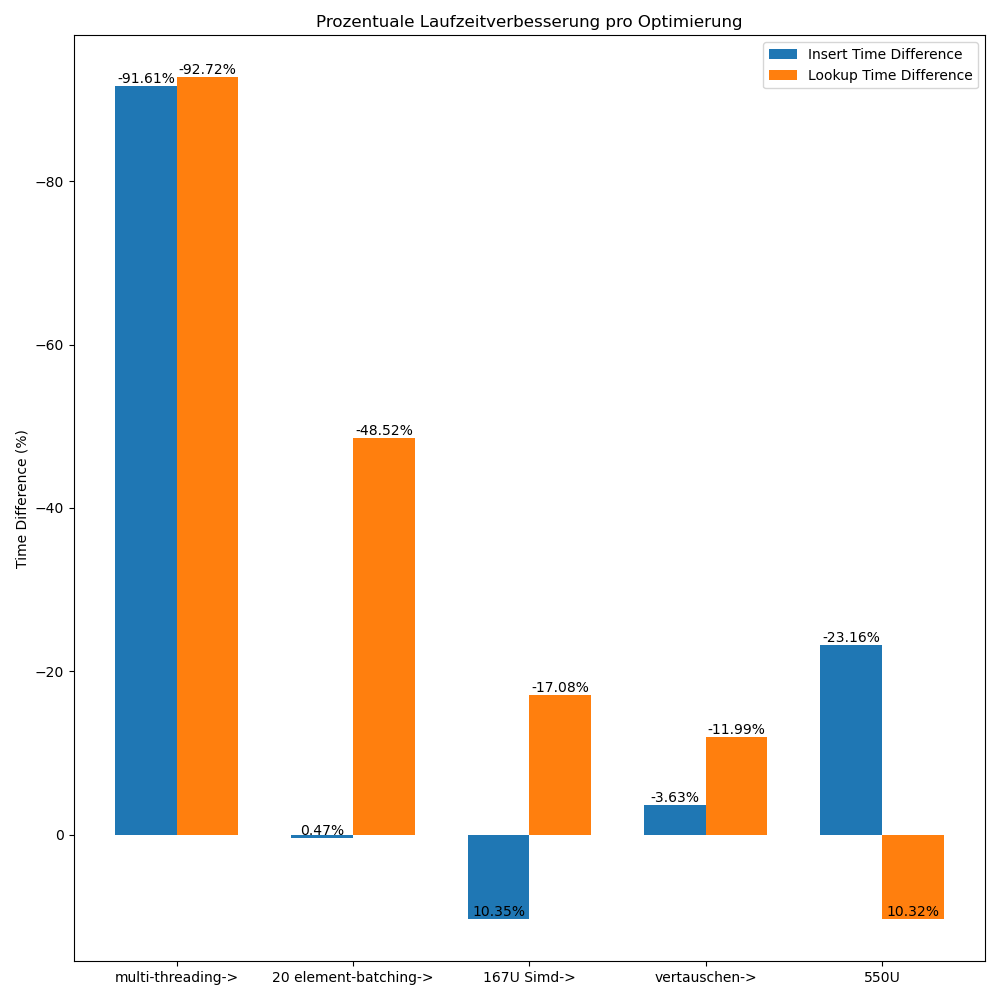 Prozentuale Laufzeitverbesserung pro Optimierung
Insert Time Difference
Lookup Time Difference
-91.61%
-92.72%
-48.52%
-23.16%
-17.08%
-11.99%
-3.63%
0.47%
10.35%
10.32%
Time Difference (%)
−80
−60
−40
−20
0
multi-threading->
20 element-batching->
167U Simd->
vertauschen->
550U